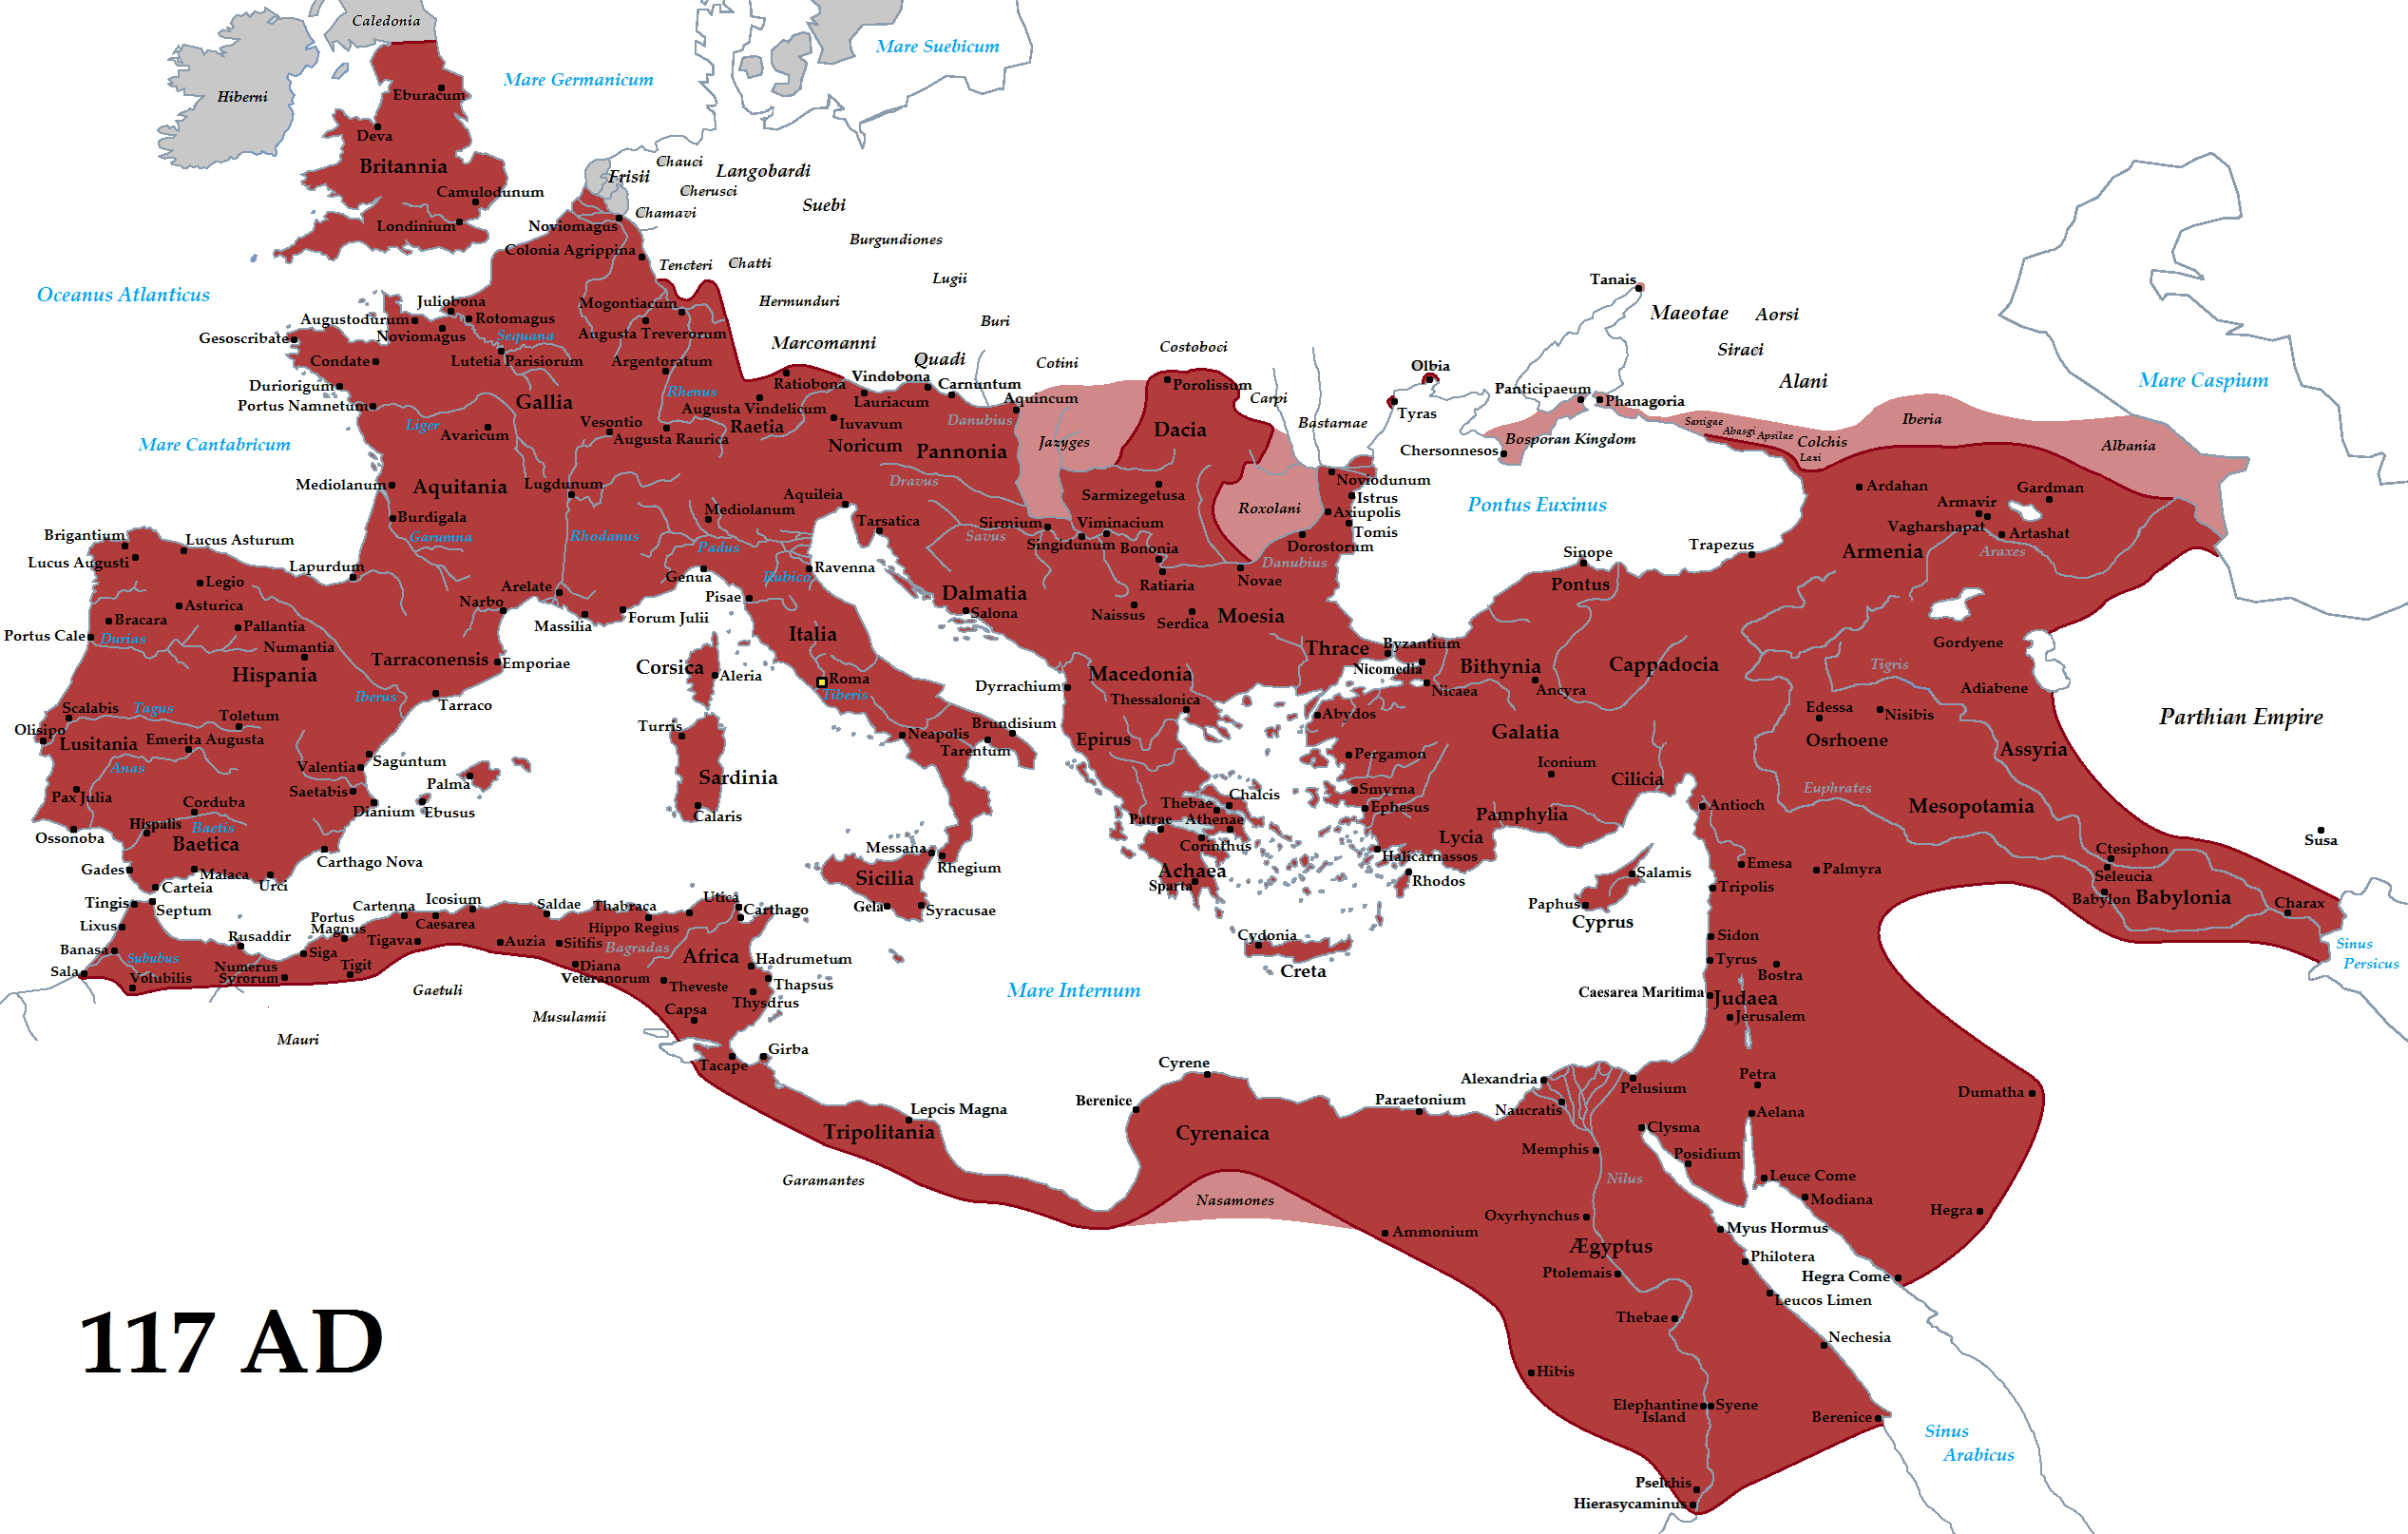 Caledonia
Mare Suebicum
Mare Germanicum
Hiberni
Eburacum
Deva
Britannia
Camulodunum
Londinium
Frisii
Chauci
Langobardi
Cherusci
Suebi
Chamavi
Noviomagus
Colonia Agrippina
Burgundiones
Tencteri
Chatti
Lugii
Hermunduri
Buri
Marcomanni
Quadi
Cotini
Costoboci
Carpi
Bastarnae
Oceanus Atlanticus
Juliobona
Augustodurum
Rotomagus
Noviomagus
Sequana
Gesoscribate
Condate
Lutetia Parisiorum
Mogontiacum
Augusta Treverorum
Argentoratum
Duriorigum
Portus Namnetum
Gallia
Rhenus
Liger
Avaricum
Vesontio
Augusta Raurica
Augusta Vindelicum
Raetia
Ratiobona
Vindobona
Lauriacum
Carnuntum
Aquincum
Iuvavum
Noricum
Pannonia
Danubius
Jazyges
Porolissum
Dacia
Olbia
Tyras
Tanais
Maeotae
Aorsi
Siraci
Alani
Panticipaeum
Phanagoria
Bosporan Kingdom
Chersonnesos
Sanigae
Abasgi
Apsilae
Colchis
Lazi
Iberia
Albania
Mare Caspium
Mare Cantabricum
Mediolanum
Aquitania
Lugdunum
Burdigala
Garumna
Rhodanus
Mediolanum
Padus
Aquileia
Tarsatica
Dravus
Savus
Sirmium
Singidunum
Viminacium
Bononia
Ratiaria
Sarmizegetusa
Roxolani
Noviodunum
Istrus
Axiupolis
Tomis
Dorostorum
Danubius
Novae
Pontus Euxinus
Ardahan
Armavir
Gardman
Vagharshapat
Artashat
Armenia
Araxes
Trapezus
Sinope
Pontus
Brigantium
Lucus Asturum
Lucus Augusti
Lapurdum
Legio
Asturica
Bracara
Pallantia
Portus Cale
Durias
Numantia
Hispania
Tarraconensis
Emporiae
Iberus
Tarraco
Narbo
Arelate
Massilia
Forum Julii
Genua
Pisae
Rubico
Ravenna
Italia
Corsica
Aleria
Roma
Tiberis
Dalmatia
Salona
Naissus
Serdica
Moesia
Thrace
Byzantium
Nicomedia
Nicaea
Bithynia
Ancyra
Cappadocia
Gordyene
Tigris
Adiabene
Parthian Empire
Macedonia
Thessalonica
Dyrrachium
Epirus
Abydos
Galatia
Edessa
Nisibis
Osrhoene
Assyria
Scalabis
Tagus
Toletum
Olisipo
Lusitania
Emerita Augusta
Anas
Valentia
Saguntum
Palma
Saetabis
Dianium
Ebusus
Pax Julia
Corduba
Hispalis
Baetis
Baetica
Ossonoba
Carthago Nova
Gades
Malaca
Urci
Carteia
Turris
Sardinia
Calaris
Neapolis
Brundisium
Tarentum
Messana
Rhegium
Sicilia
Gela
Syracusae
Pergamon
Iconium
Cilicia
Smyrna
Ephesus
Pamphylia
Lycia
Halicarnassos
Rhodos
Thebae
Chalcis
Patrae
Athenae
Corinthus
Achaea
Sparta
Cydonia
Creta
Antioch
Euphrates
Mesopotamia
Emesa
Palmyra
Salamis
Tripolis
Paphus
Cyprus
Susa
Ctesiphon
Seleucia
Babylon
Babylonia
Charax
Sinus
Persicus
Tingis
Septum
Lixus
Banasa
Sububus
Sala
Volubilis
Rusaddir
Numerus
Syrorum
Portus
Magnus
Siga
Tigit
Cartenna
Icosium
Caesarea
Tigava
Auzia
Saldae
Sitifis
Thabraca
Hippo Regius
Bagradas
Utica
Carthago
Diana
Veteranorum
Africa
Hadrumetum
Theveste
Thapsus
Thysdrus
Capsa
Tacape
Girba
Gaetuli
Musulamii
Mauri
Mare Internum
Sidon
Tyrus
Bostra
Caesarea Maritima
Judaea
Jerusalem
Petra
Aelana
Dumatha
Lepcis Magna
Tripolitania
Garamantes
Cyrene
Berenice
Cyrenaica
Nasamones
Paraetonium
Alexandria
Naucratis
Pelusium
Clysma
Memphis
Posidium
Nilus
Leuce Come
Modiana
Hegra
Oxyrhynchus
Ammonium
Ægyptus
Myus Hormus
Philotera
Hegra Come
Ptolemais
Leucos Limen
Thebae
Nechesia
Hibis
Elephantine
Island
Syene
Berenice
Sinus
Arabicus
Pselchis
Hierasycaminus
117 AD